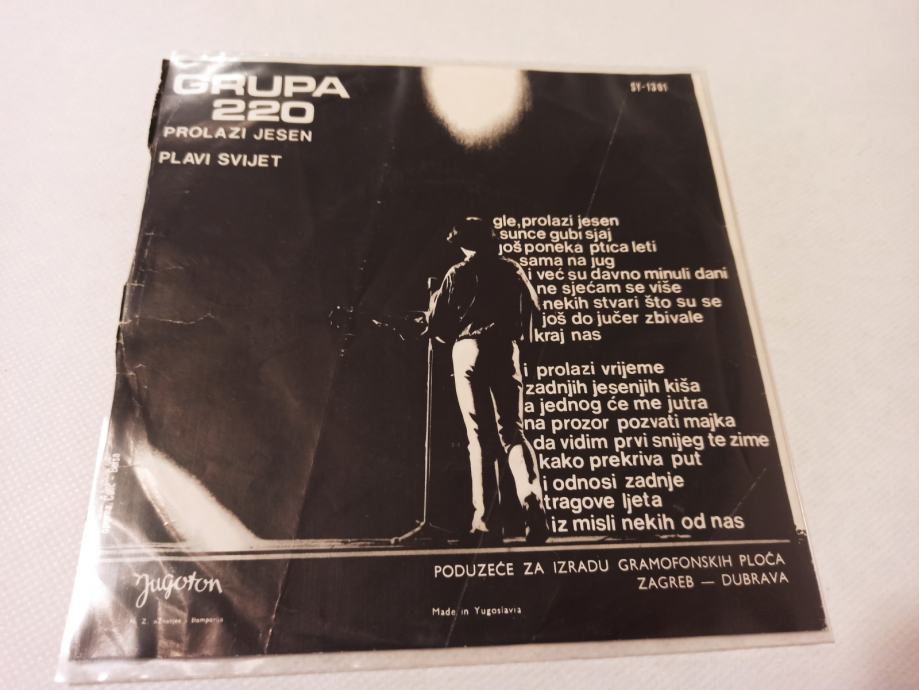 GRUPA
220
PROLAZI JESEN
PLAVI SVIJET
SY-1361
gle,prolazi jesen
sunce gubi sjaj
još poneka ptica leti
sama na jug
i već su davno minuli dani
ne sjećam se više
nekih stvari što su se
još do jučer zbivale
kraj nas
i prolazi vrijeme
zadnjih jesenjih kiša
a jednog će me jutra
na prozor pozvati majka
da vidim prvi snijeg te zime
kako prekriva put
i odnosi zadnje
tragove ljeta
iz misli nekih od nas
Jugoton
PODUZEĆE ZA IZRADU GRAMOFONSKIH PLOČA
ZAGREB — DUBRAVA
Made in Yugoslavia